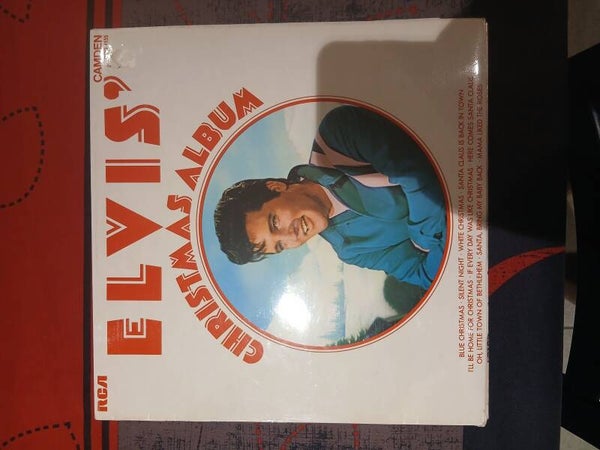 RCA
CAMDEN
ELVIS'
CHRISTMAS ALBUM
BLUE CHRISTMAS · SILENT NIGHT · WHITE CHRISTMAS · SANTA CLAUS IS BACK IN TOWN
I'LL BE HOME FOR CHRISTMAS · IF EVERY DAY WAS LIKE CHRISTMAS · HERE COMES SANTA CLAUS
OH, LITTLE TOWN OF BETHLEHEM · SANTA, BRING MY BABY BACK · MAMA LIKED THE ROSES